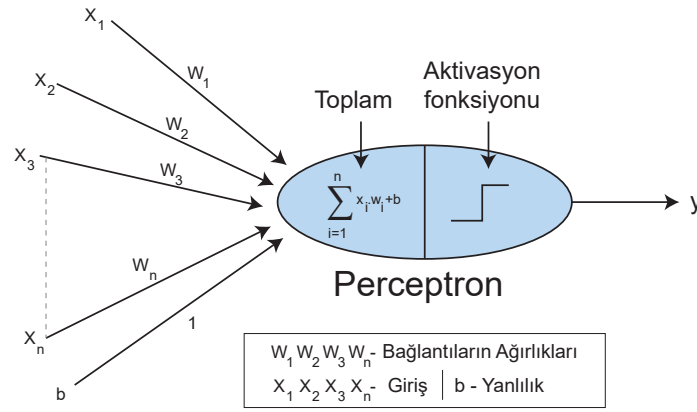 X1
W1
X2
W2
X3
W3
Xn
Wn
b
1
Toplam
Aktivasyon
fonksiyonu
n
∑ xi.wi+b
i=1
y
Perceptron
W1 W2 W3 Wn- Bağlantıların Ağırlıkları
X1 X2 X3 Xn- Giriş | b - Yanlılık